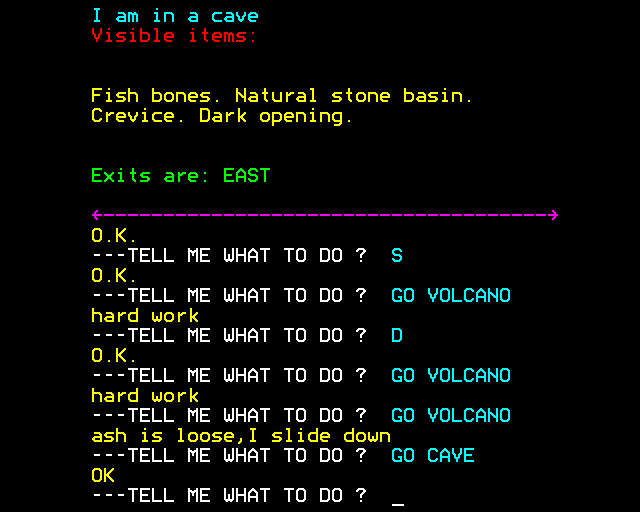 I am in a cave
Visible items:
Fish bones. Natural stone basin.
Crevice. Dark opening.
Exits are: EAST
<--------------------------------------->
O.K.
---TELL ME WHAT TO DO ? S
O.K.
---TELL ME WHAT TO DO ? GO VOLCANO
hard work
---TELL ME WHAT TO DO ? D
O.K.
---TELL ME WHAT TO DO ? GO VOLCANO
hard work
---TELL ME WHAT TO DO ? GO VOLCANO
ash is loose,I slide down
---TELL ME WHAT TO DO ? GO CAVE
OK
---TELL ME WHAT TO DO ? _